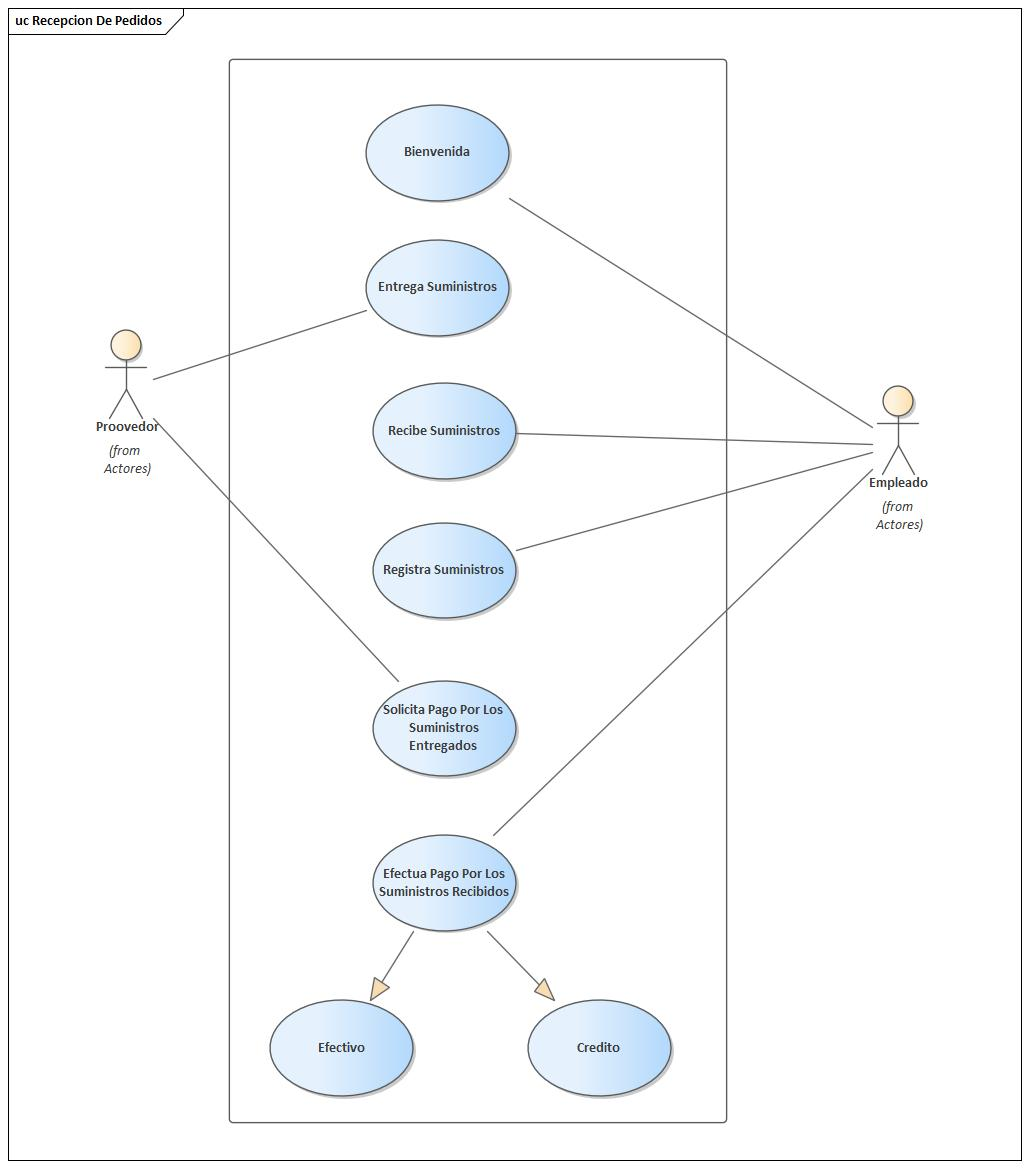 uc Recepcion De Pedidos
Bienvenida
Entrega Suministros
Proovedor
(from
Actores)
Recibe Suministros
Empleado
(from
Actores)
Registra Suministros
Solicita Pago Por Los
Suministros
Entregados
Efectua Pago Por Los
Suministros Recibidos
Efectivo
Credito